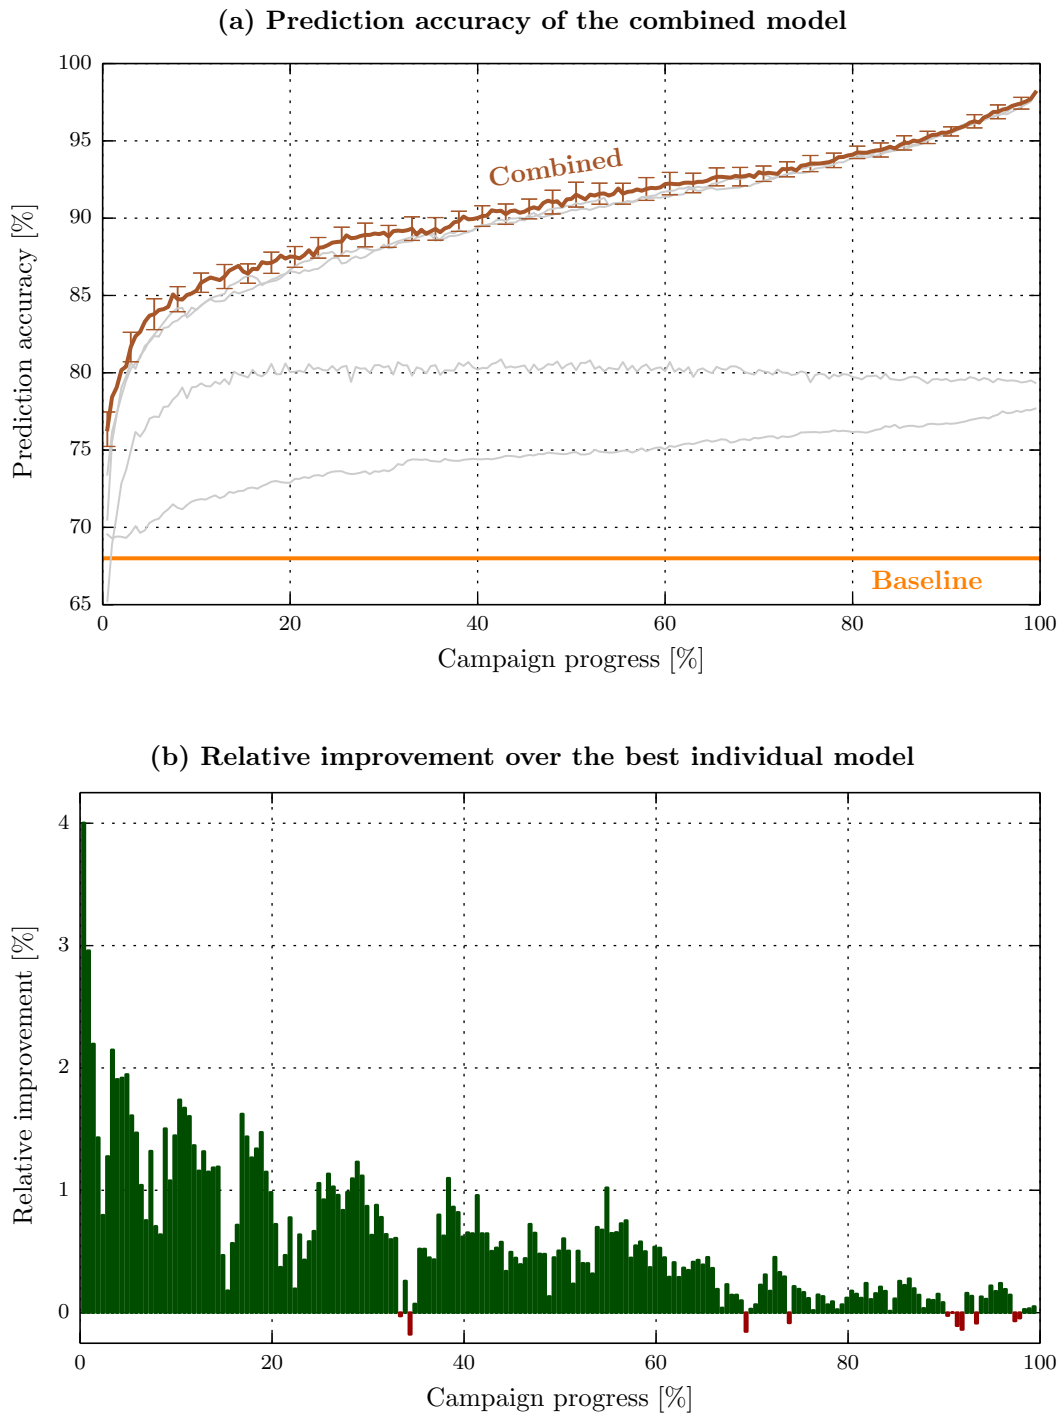 (a) Prediction accuracy of the combined model
100
95
90
85
80
75
70
65
Prediction accuracy [%]
Combined
Baseline
0 20 40 60 80 100
Campaign progress [%]
(b) Relative improvement over the best individual model
4
3
2
1
0
Relative improvement [%]
0 20 40 60 80 100
Campaign progress [%]